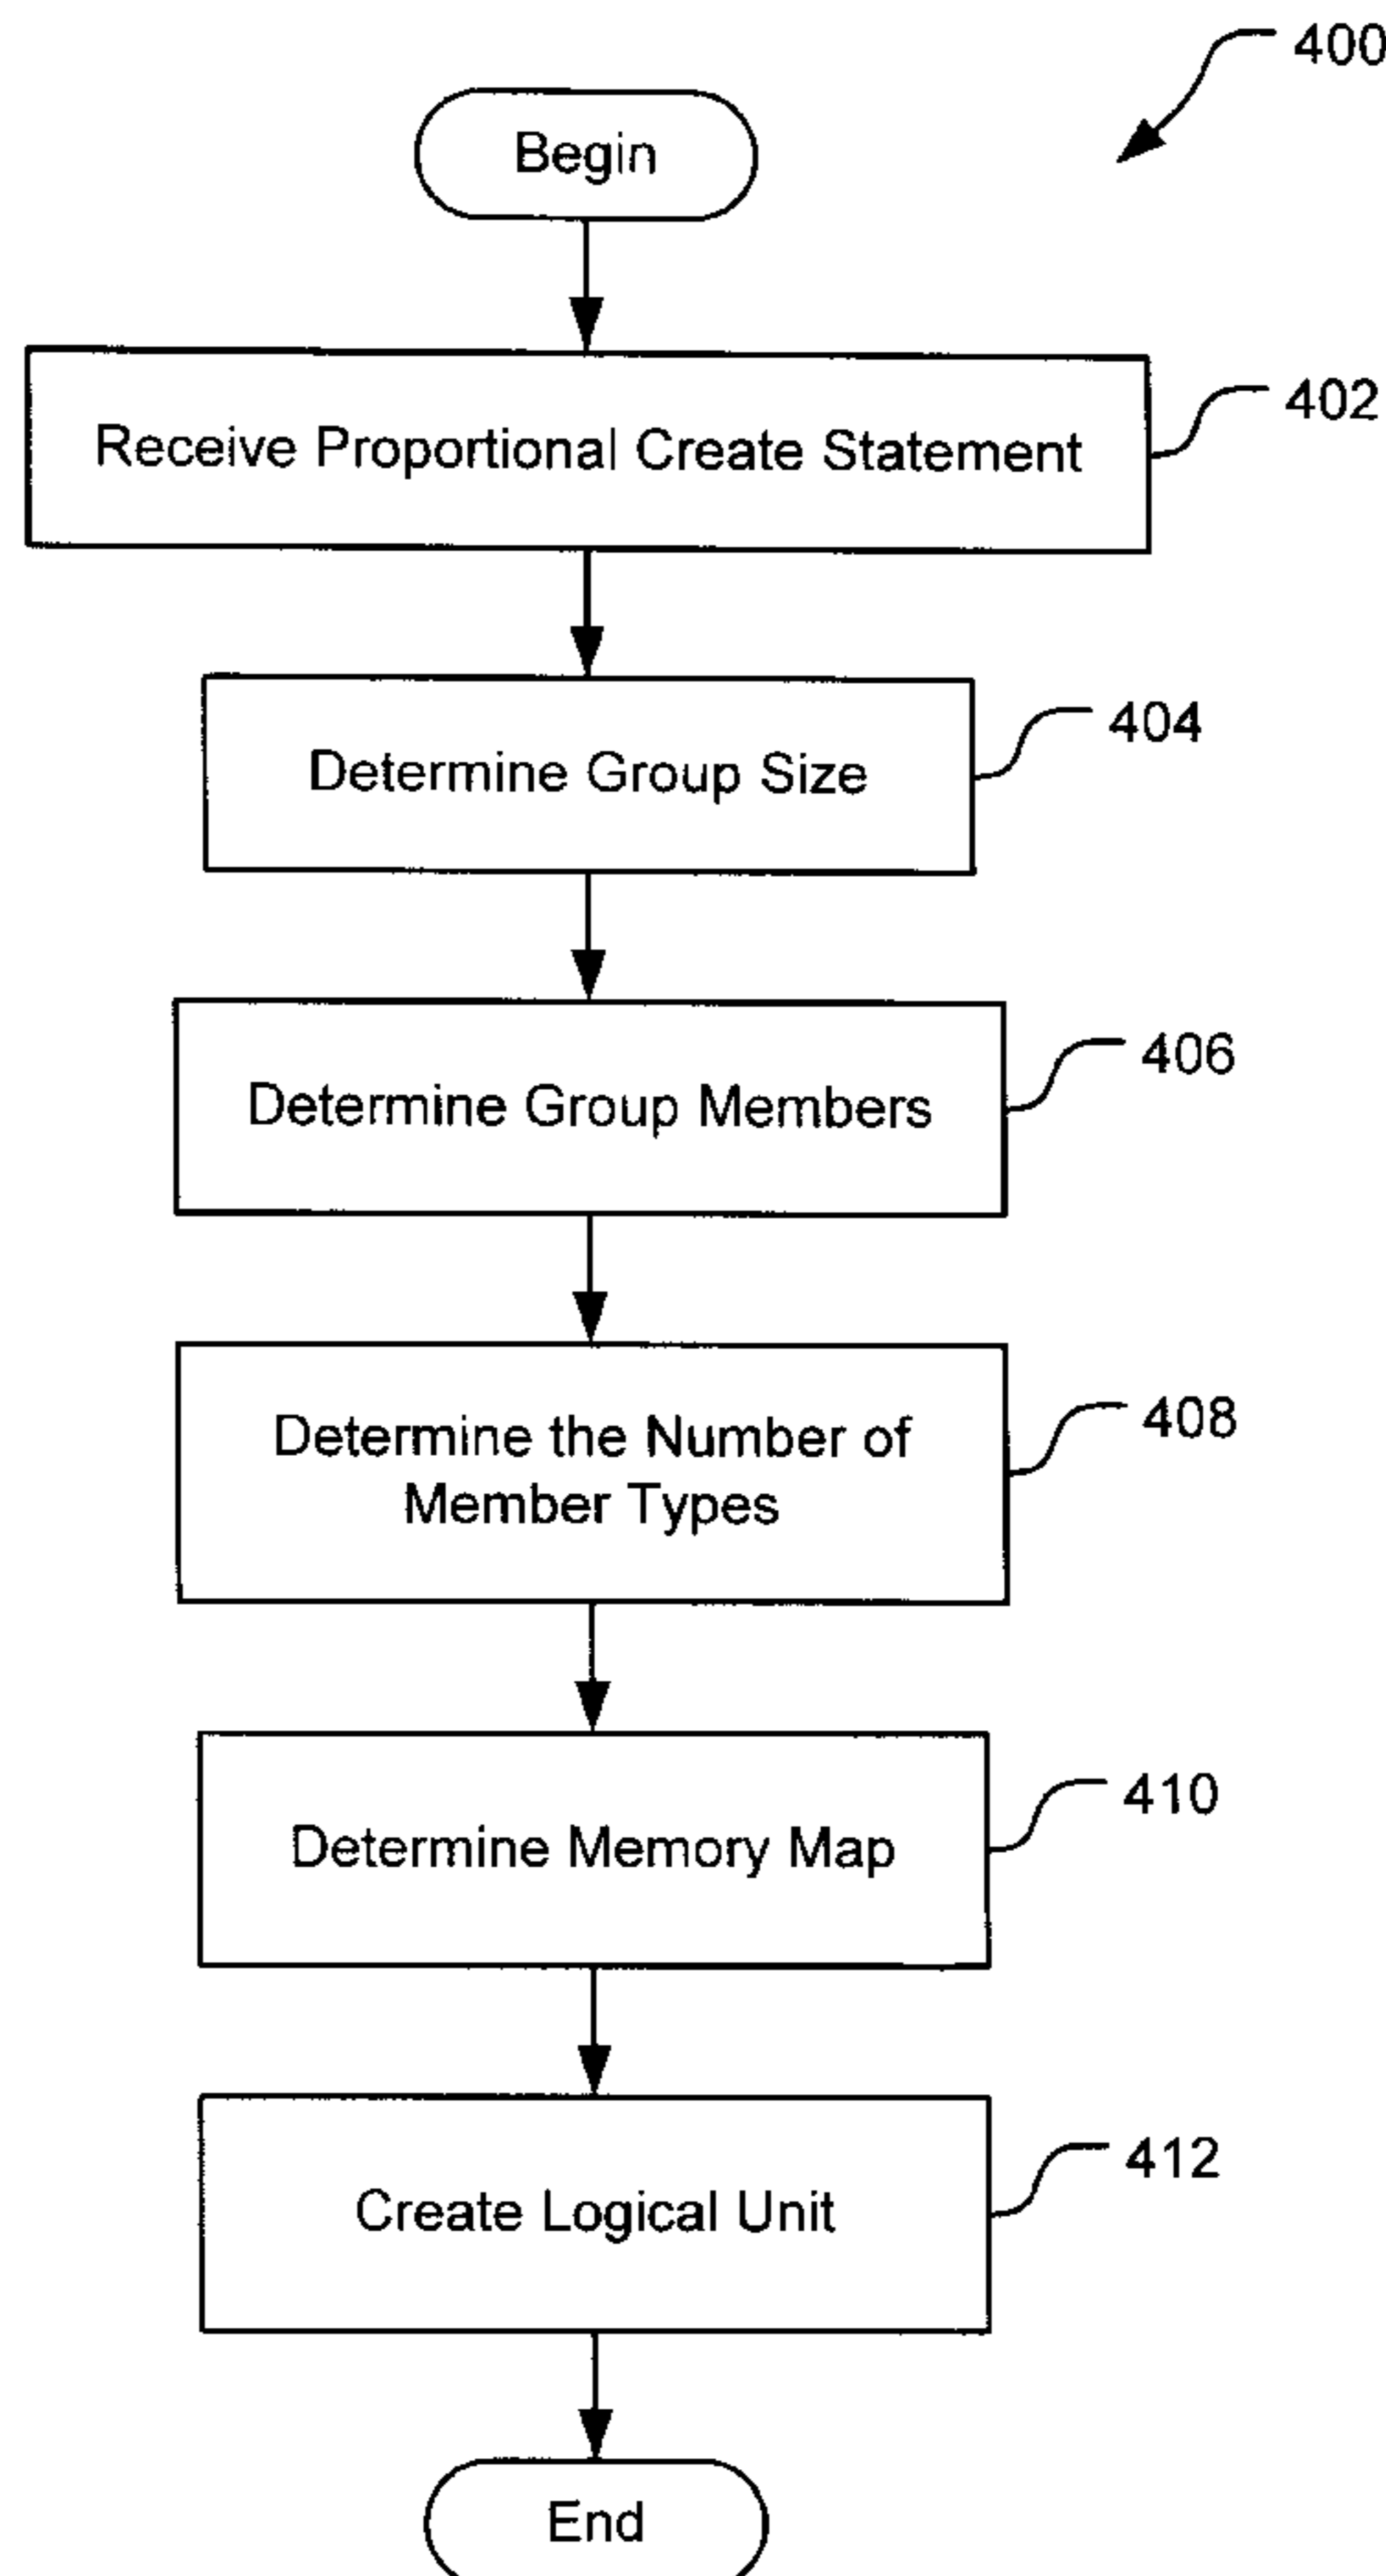 400
Begin
Receive Proportional Create Statement
402
Determine Group Size
404
Determine Group Members
406
Determine the Number of
Member Types
408
Determine Memory Map
410
Create Logical Unit
412
End